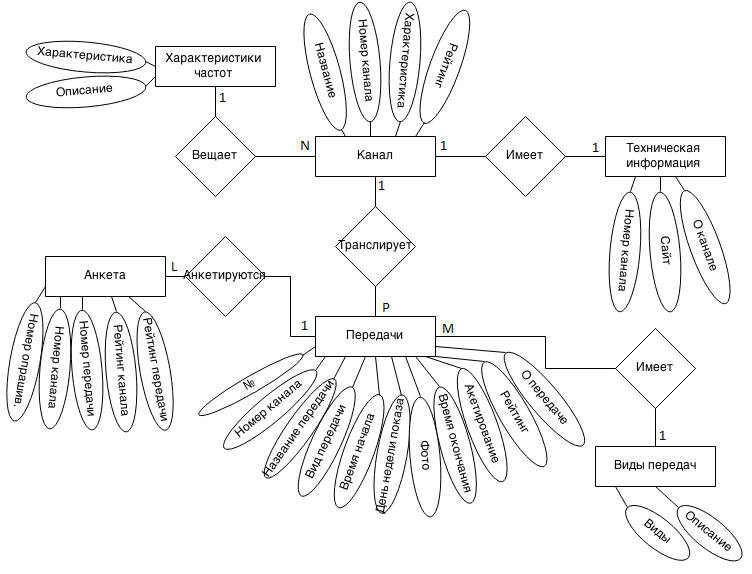 Характеристики
частот
Характеристика
Описание
Название
Номер канала
Характеристика
Рейтинг
1
Вещает
N
Канал
1
Имеет
1
Техническая
информация
1
Номер канала
Сайт
О канале
Транслирует
Анкета
L
Анкетируются
P
1
Передачи
M
Номер опрашив.
Номер канала
Номер передачи
Рейтинг канала
Рейтинг передачи
№
Номер канала
Название передачи
Вид передачи
Время начала
День недели показа
Фото
Время окончания
Акетирование
Рейтинг
О передаче
Имеет
1
Виды передач
Виды
Описание